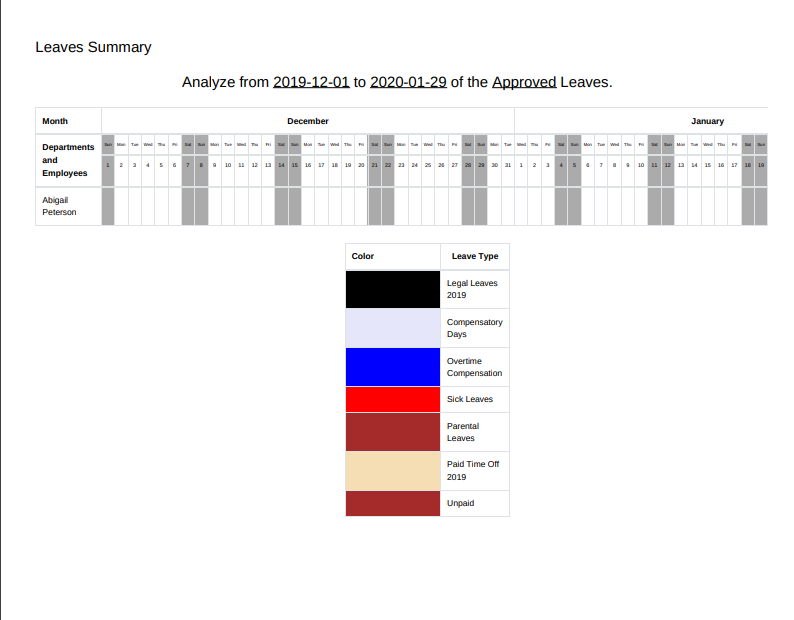 Leaves Summary
Analyze from 2019-12-01 to 2020-01-29 of the Approved Leaves.
Month December January
Departments and Employees
Sun Mon Tue Wed Thu Fri Sat Sun Mon Tue Wed Thu Fri Sat Sun Mon Tue Wed Thu Fri Sat Sun Mon Tue Wed Thu Fri Sat Sun Mon Tue Wed Thu Fri Sat Sun Mon Tue Wed Thu Fri Sat Sun Mon Tue Wed Thu Fri Sat Sun
1 2 3 4 5 6 7 8 9 10 11 12 13 14 15 16 17 18 19 20 21 22 23 24 25 26 27 28 29 30 31 1 2 3 4 5 6 7 8 9 10 11 12 13 14 15 16 17 18 19
Abigail
Peterson
Color Leave Type
Legal Leaves
2019
Compensatory
Days
Overtime
Compensation
Sick Leaves
Parental
Leaves
Paid Time Off
2019
Unpaid